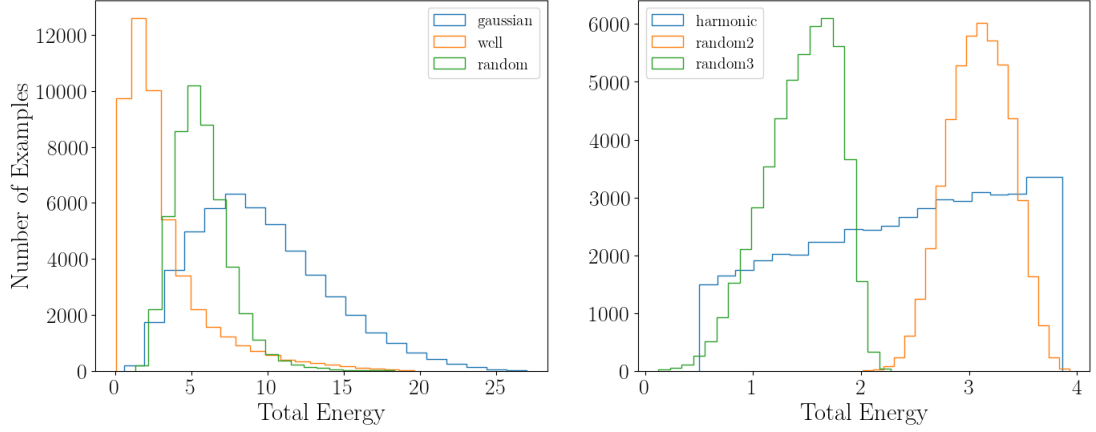 Number of Examples
12000
10000
8000
6000
4000
2000
0
gaussian
well
random
0
5
10
15
20
25
Total Energy
6000
5000
4000
3000
2000
1000
0
harmonic
random2
random3
0
1
2
3
4
Total Energy